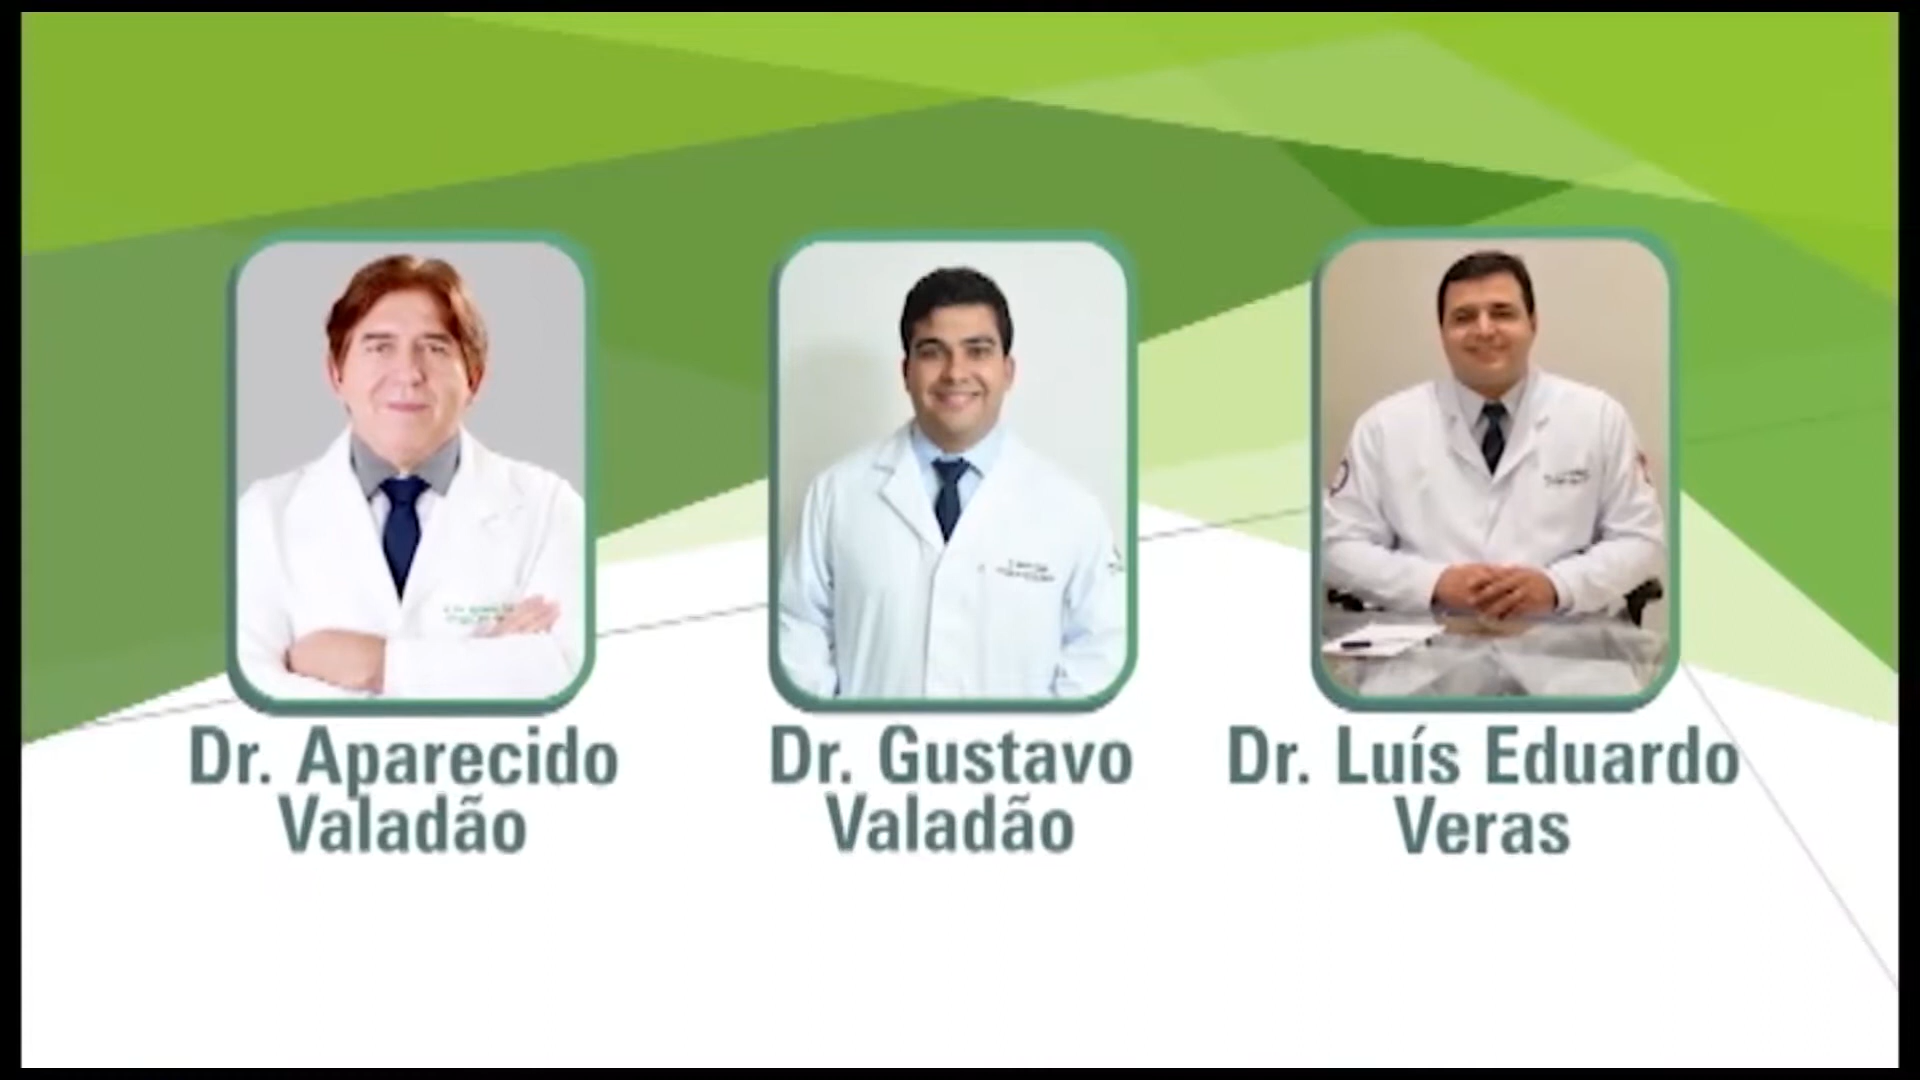 Dr. Aparecido
Valadão
Dr. Gustavo
Valadão
Dr. Luís Eduardo
Veras